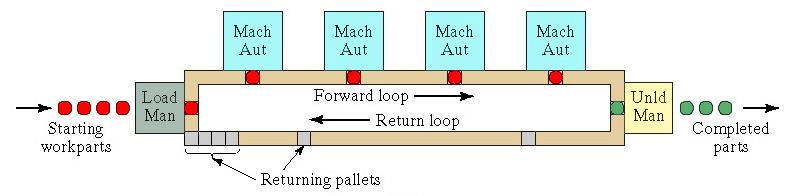 Mach
Aut
Mach
Aut
Mach
Aut
Mach
Aut
Load
Man
Forward loop
Return loop
Unld
Man
Starting
workparts
Completed
parts
Returning pallets